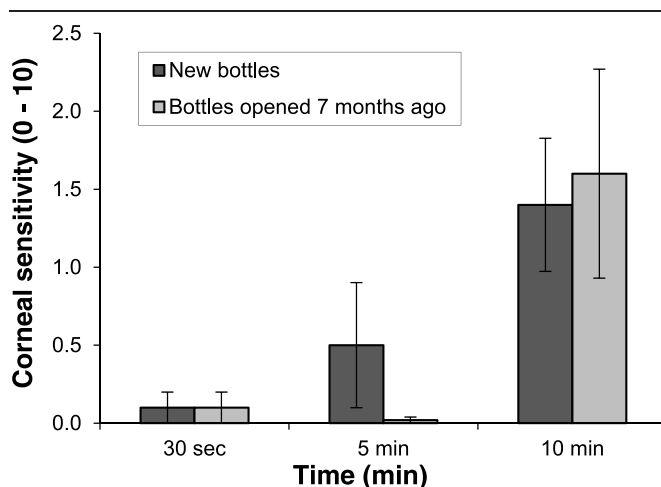 2.5
2.0
1.5
1.0
0.5
0.0
Corneal sensitivity (0 - 10)
New bottles
Bottles opened 7 months ago
30 sec
5 min
10 min
Time (min)